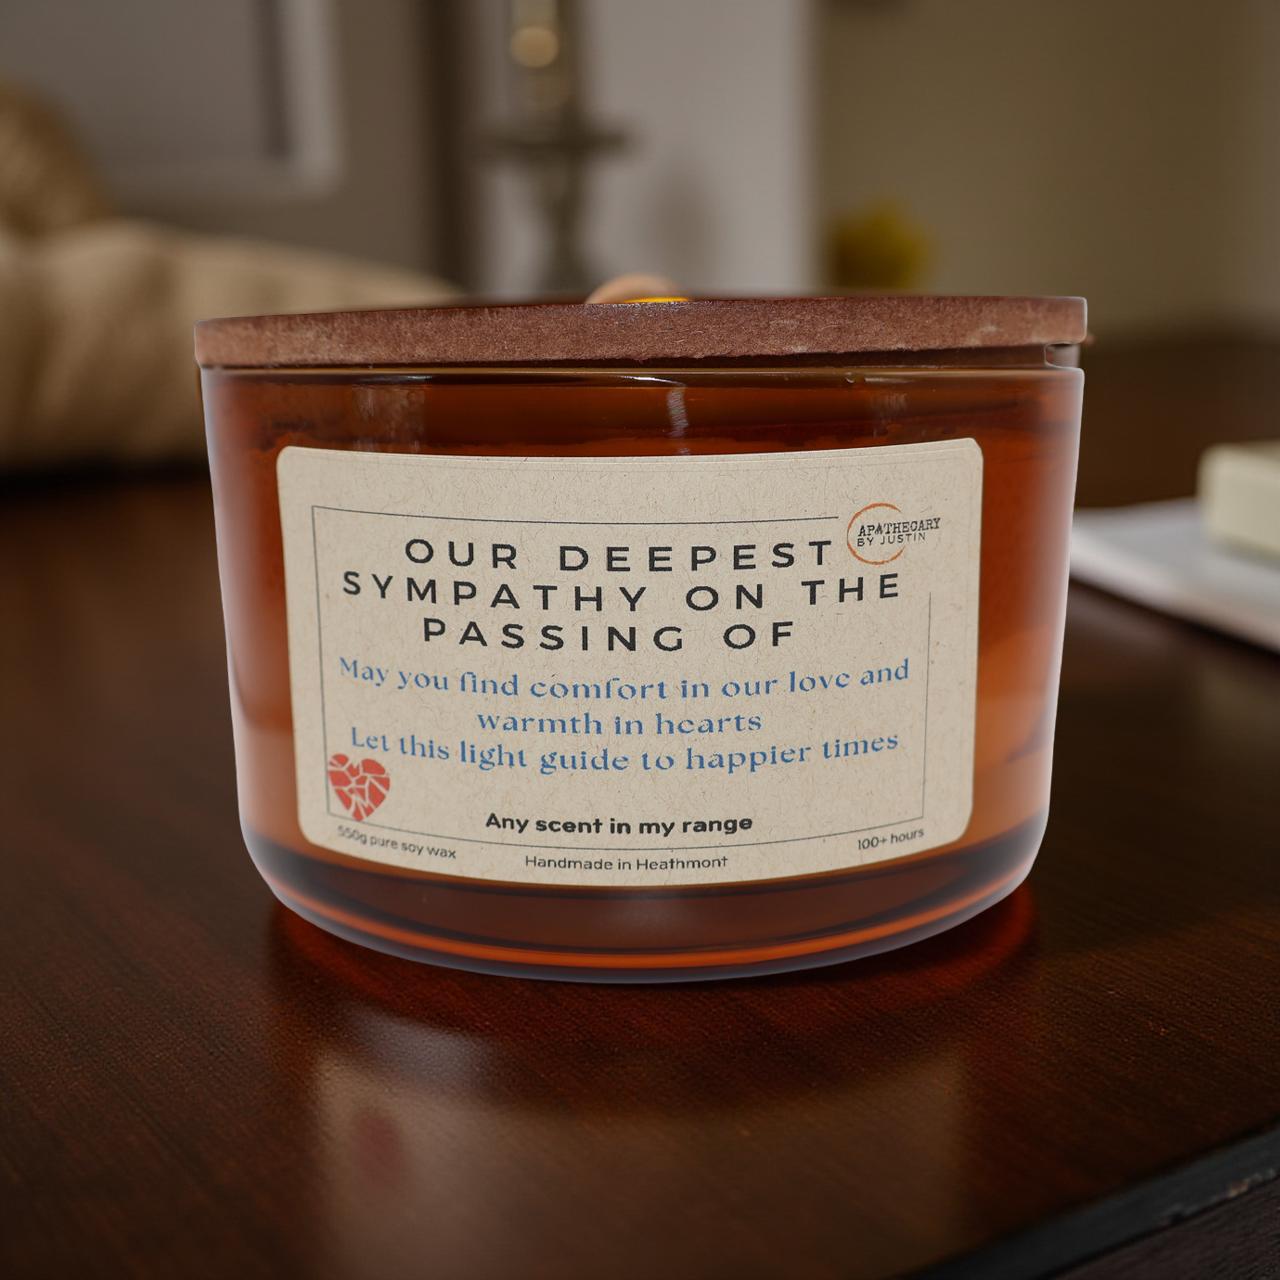 APOTHECARY
BY JUSTIN
OUR DEEPEST
SYMPATHY ON THE
PASSING OF
May you find comfort in our love and
warmth in hearts
Let this light guide to happier times
Any scent in my range
550g pure soy wax
Handmade in Heathmont
100+ hours